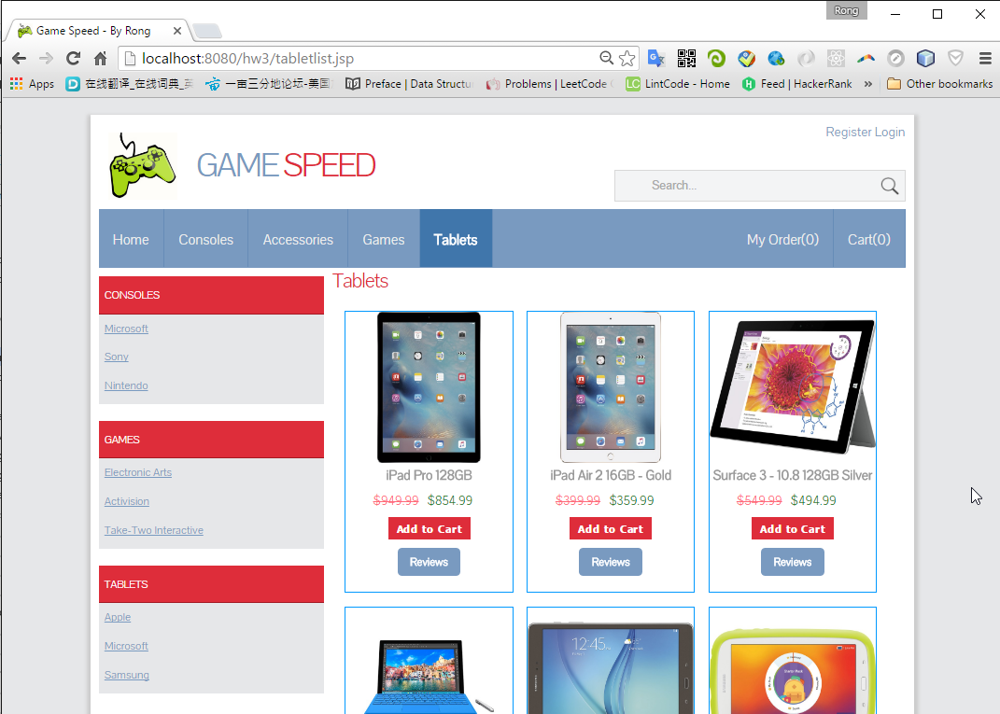 Rong
Game Speed - By Rong
localhost:8080/hw3/tabletlist.jsp
Apps 在线翻译_在线词典_英 一亩三分地论坛-美国 Preface | Data Structu Problems | LeetCode LintCode - Home Feed | HackerRank » Other bookmarks
Register Login
GAME SPEED
Search...
Home Consoles Accessories Games Tablets My Order(0) Cart(0)
CONSOLES
Microsoft
Sony
Nintendo
GAMES
Electronic Arts
Activision
Take-Two Interactive
TABLETS
Apple
Microsoft
Samsung
Tablets
iPad Pro 128GB
$949.99 $854.99
Add to Cart
Reviews
iPad Air 2 16GB - Gold
$399.99 $359.99
Add to Cart
Reviews
Surface 3 - 10.8 128GB Silver
$549.99 $494.99
Add to Cart
Reviews
12:45